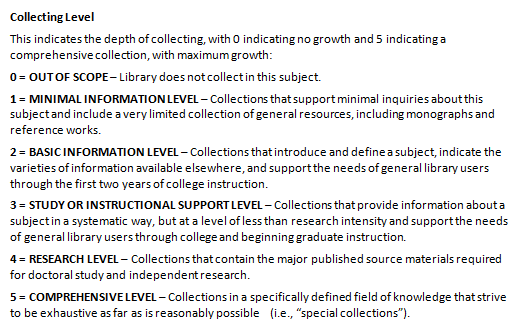 Collecting Level
This indicates the depth of collecting, with 0 indicating no growth and 5 indicating a
comprehensive collection, with maximum growth:
0 = OUT OF SCOPE – Library does not collect in this subject.
1 = MINIMAL INFORMATION LEVEL – Collections that support minimal inquiries about this
subject and include a very limited collection of general resources, including monographs and
reference works.
2 = BASIC INFORMATION LEVEL – Collections that introduce and define a subject, indicate the
varieties of information available elsewhere, and support the needs of general library users
through the first two years of college instruction.
3 = STUDY OR INSTRUCTIONAL SUPPORT LEVEL – Collections that provide information about a
subject in a systematic way, but at a level of less than research intensity and support the needs
of general library users through college and beginning graduate instruction.
4 = RESEARCH LEVEL – Collections that contain the major published source materials required
for doctoral study and independent research.
5 = COMPREHENSIVE LEVEL – Collections in a specifically defined field of knowledge that strive
to be exhaustive as far as is reasonably possible (i.e., “special collections”).